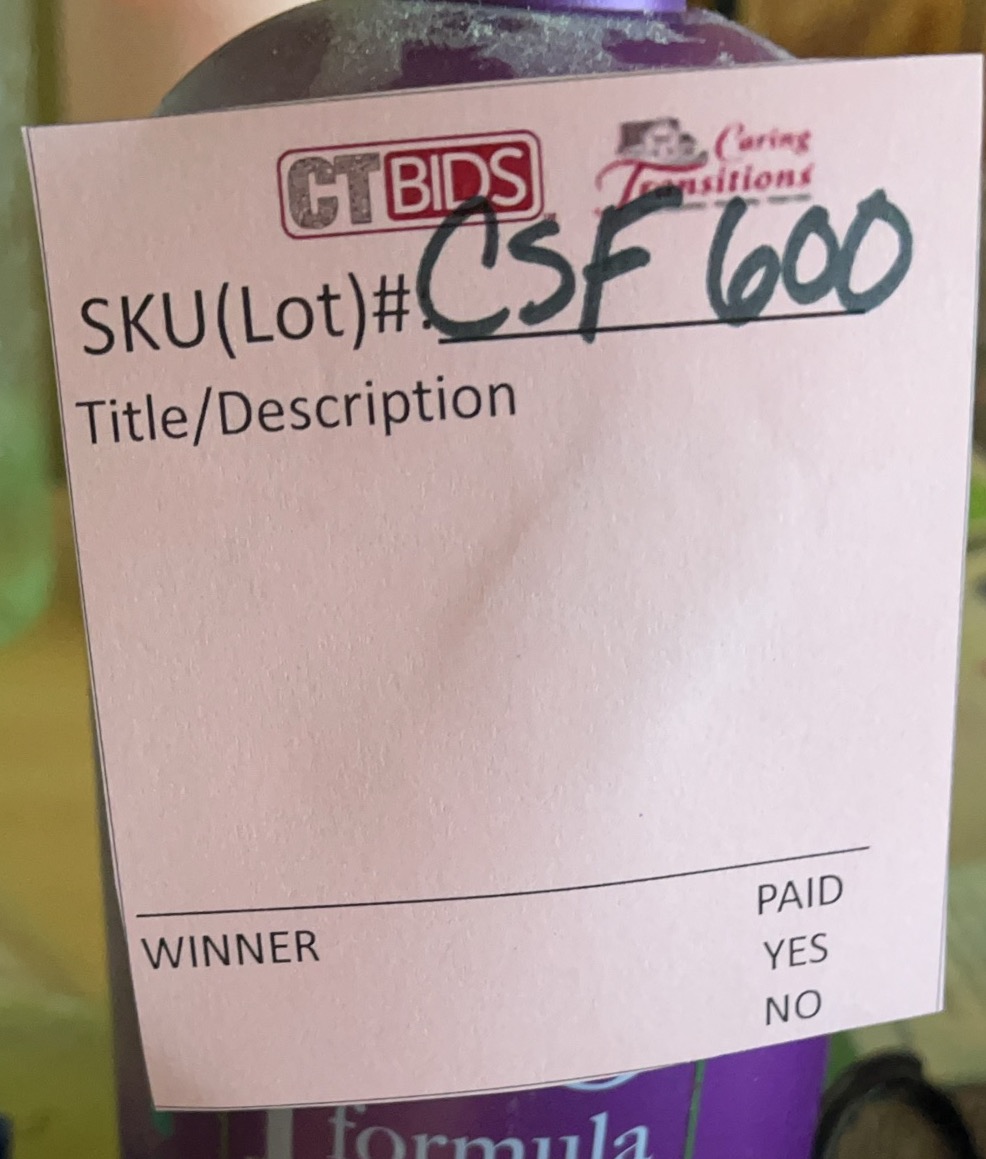 CTBIDS
Caring
Transitions
SKU(Lot)#: CSF 600
Title/Description
PAID
WINNER
YES
NO
formula